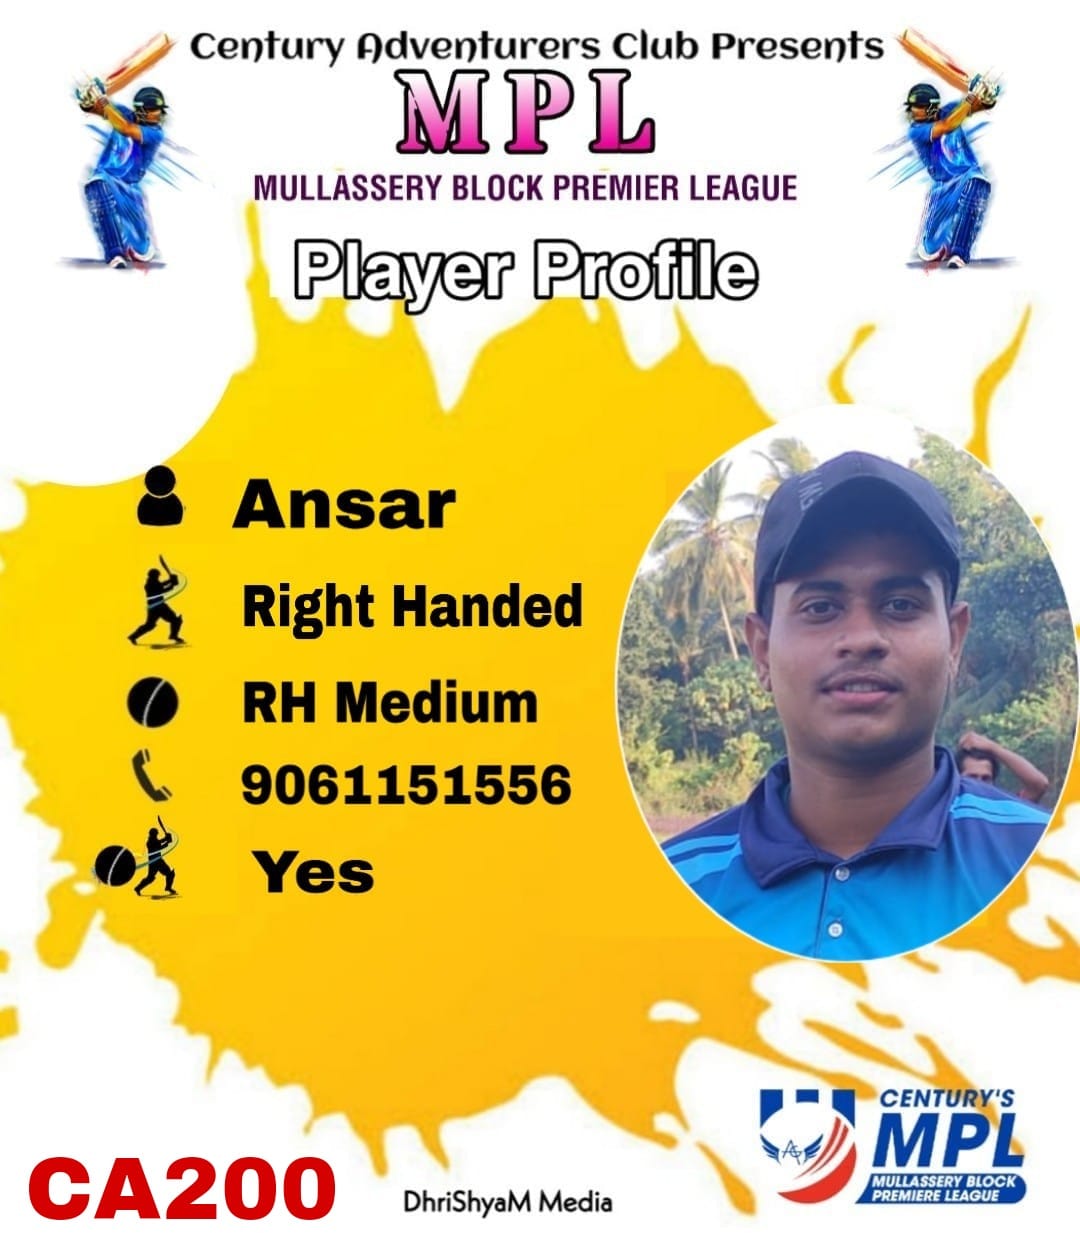 Century Adventurers Club Presents
MPL
MULLASSERY BLOCK PREMIER LEAGUE
Player Profile
Ansar
Right Handed
RH Medium
9061151556
Yes
CENTURY'S
MPL
MULLASSERY BLOCK
PREMIERE LEAGUE
CA200
DhriShyaM Media